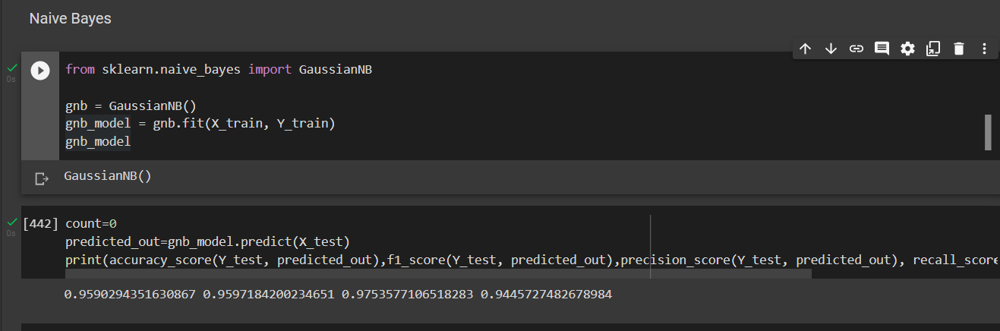 Naive Bayes
from sklearn.naive_bayes import GaussianNB
0s
gnb = GaussianNB()
gnb_model = gnb.fit(X_train, Y_train)
gnb_model
GaussianNB()
[442] count=0
0s
predicted_out=gnb_model.predict(X_test)
print(accuracy_score(Y_test, predicted_out),f1_score(Y_test, predicted_out),precision_score(Y_test, predicted_out), recall_score
0.9590294351630867 0.9597184200234651 0.9753577106518283 0.9445727482678984